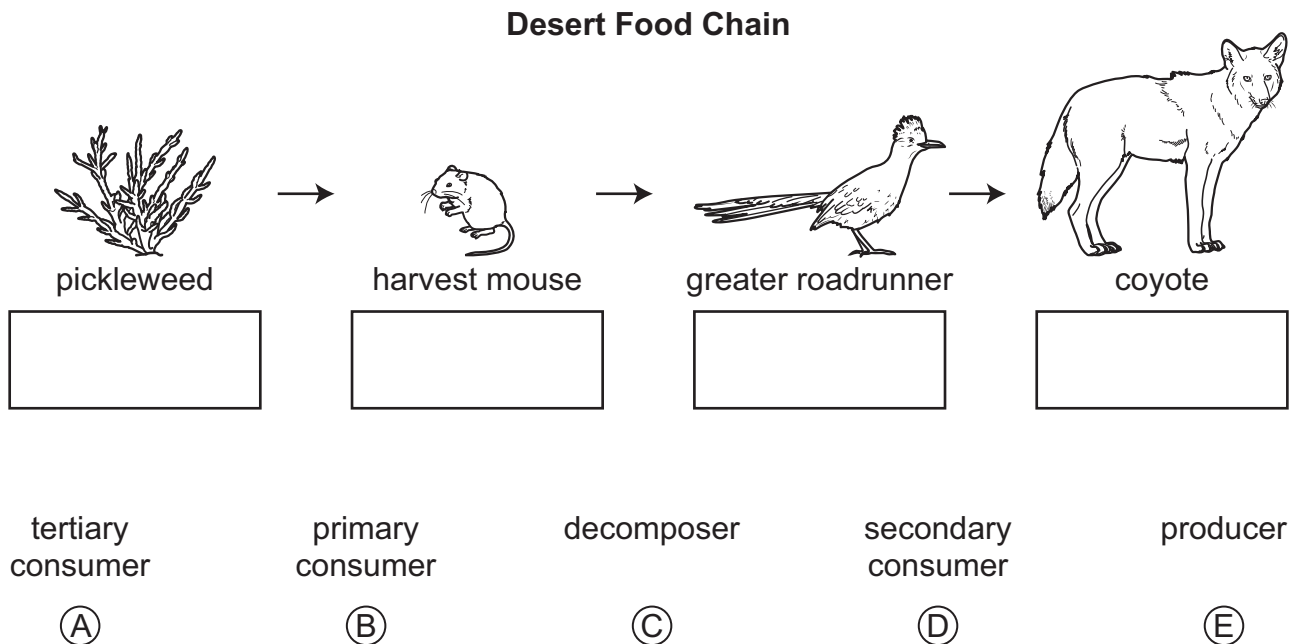 Desert Food Chain
pickleweed
harvest mouse
greater roadrunner
coyote
tertiary
consumer
primary
consumer
decomposer
secondary
consumer
producer
A
B
C
D
E